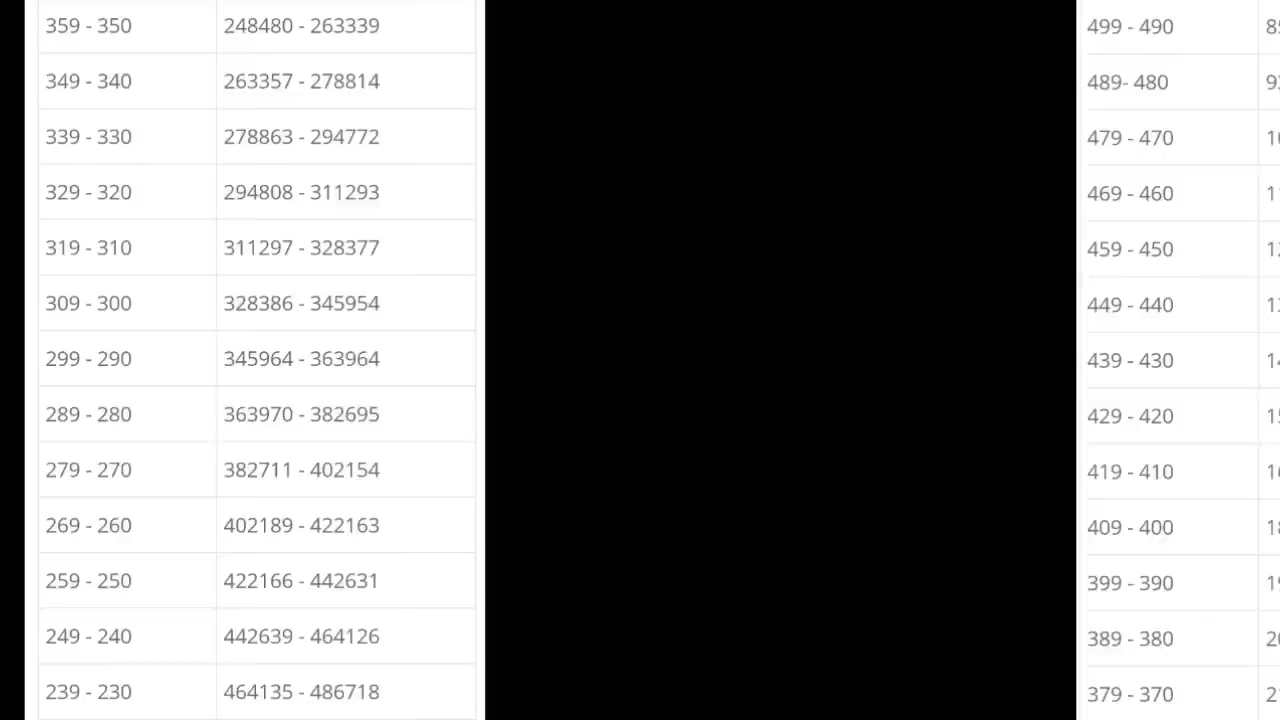 359 - 350 248480 - 263339
349 - 340 263357 - 278814
339 - 330 278863 - 294772
329 - 320 294808 - 311293
319 - 310 311297 - 328377
309 - 300 328386 - 345954
299 - 290 345964 - 363964
289 - 280 363970 - 382695
279 - 270 382711 - 402154
269 - 260 402189 - 422163
259 - 250 422166 - 442631
249 - 240 442639 - 464126
239 - 230 464135 - 486718
499 - 490
489- 480
479 - 470
469 - 460
459 - 450
449 - 440
439 - 430
429 - 420
419 - 410
409 - 400
399 - 390
389 - 380
379 - 370